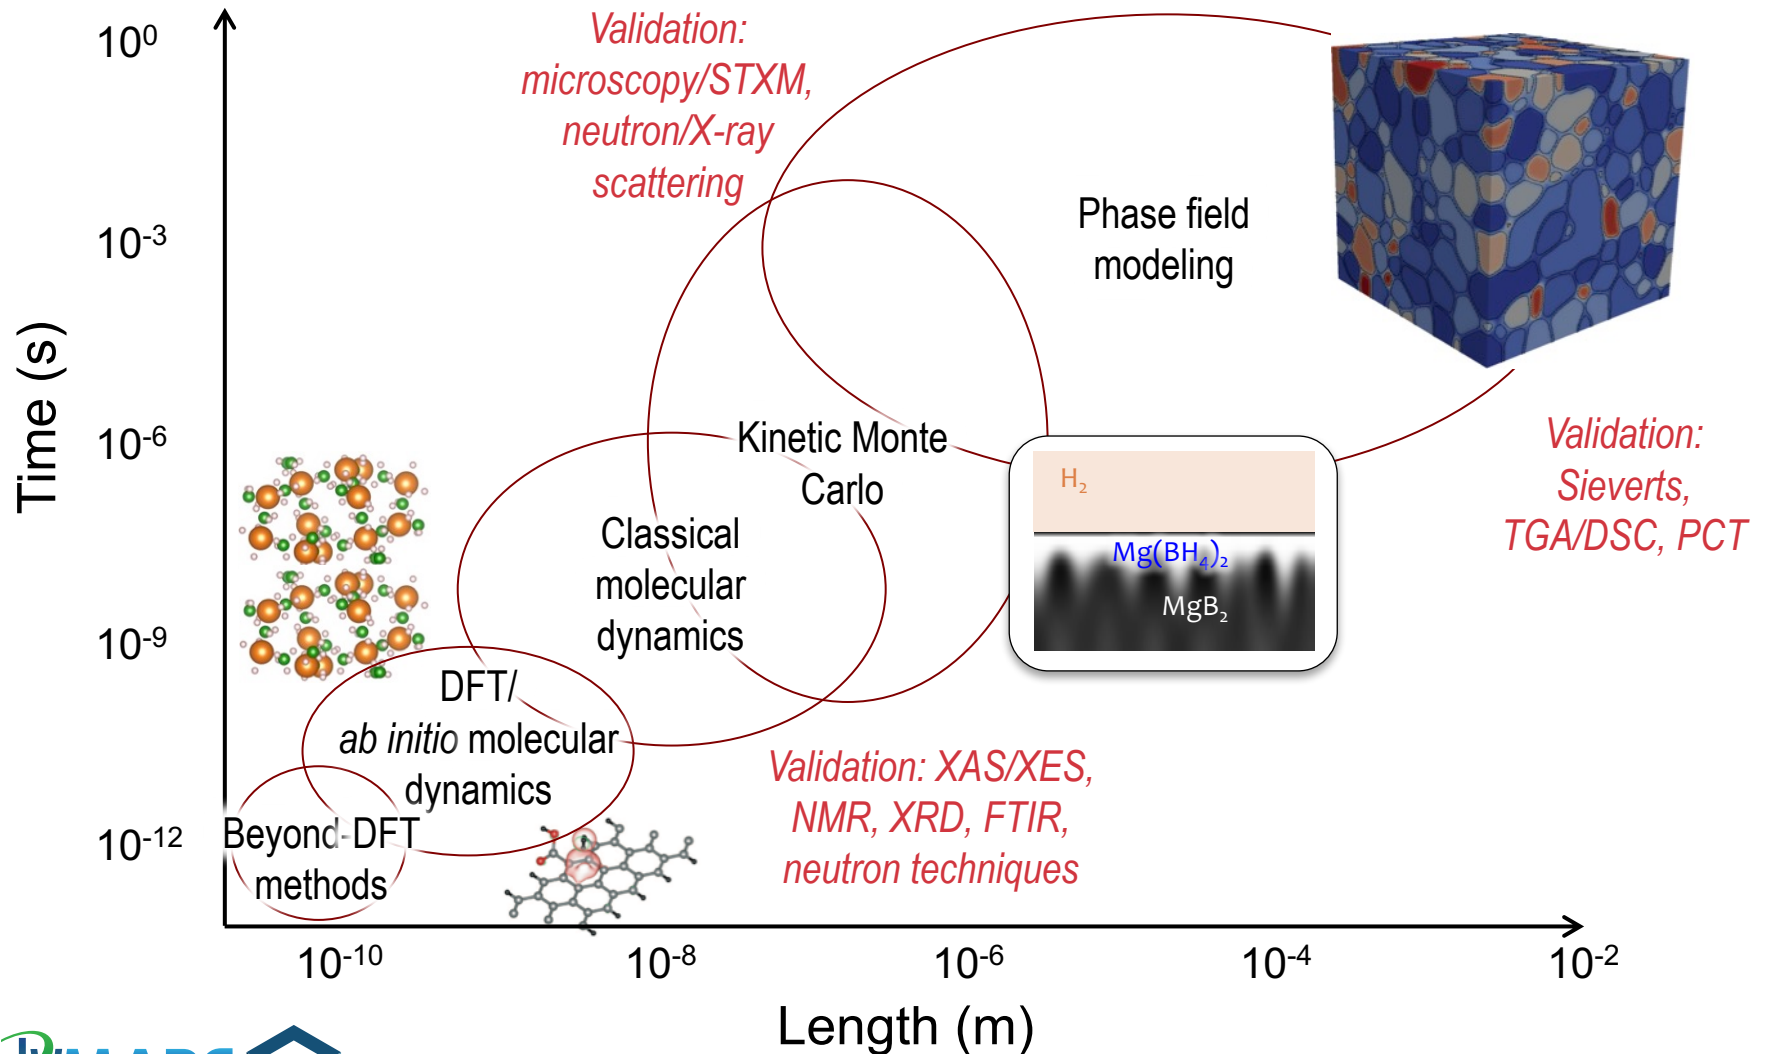 10⁰
10⁻³
10⁻⁶
10⁻⁹
10⁻¹²
Time (s)
Validation:
microscopy/STXM,
neutron/X-ray
scattering
Phase field
modeling
Kinetic Monte
Carlo
Classical
molecular
dynamics
DFT/
ab initio molecular
dynamics
Beyond-DFT
methods
H₂
Mg(BH₄)₂
MgB₂
Validation:
Sieverts,
TGA/DSC, PCT
Validation: XAS/XES,
NMR, XRD, FTIR,
neutron techniques
10⁻¹⁰
10⁻⁸
10⁻⁶
10⁻⁴
10⁻²
Length (m)